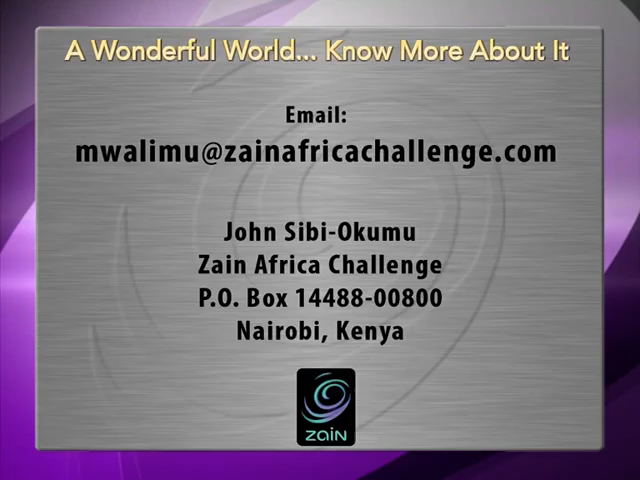 A Wonderful World... Know More About It
Email:
mwalimu@zainafricachallenge.com
John Sibi-Okumu
Zain Africa Challenge
P.O. Box 14488-00800
Nairobi, Kenya
zain